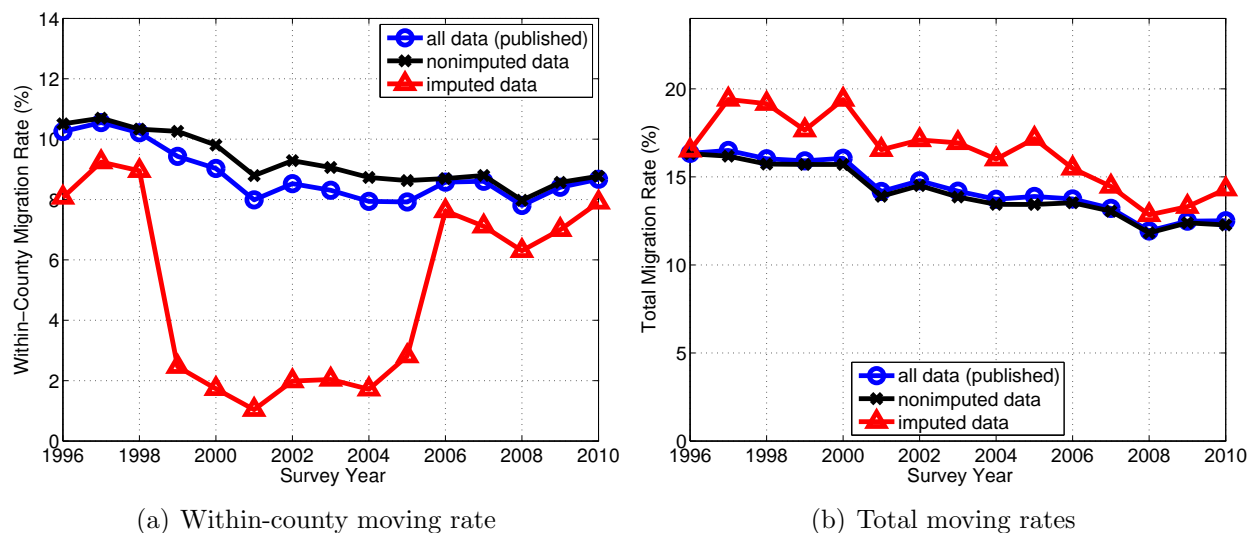 14
12
10
8
6
4
2
0
Within−County Migration Rate (%)
all data (published)
nonimputed data
imputed data
1996 1998 2000 2002 2004 2006 2008 2010
Survey Year
(a) Within-county moving rate
20
15
10
5
0
Total Migration Rate (%)
all data (published)
nonimputed data
imputed data
1996 1998 2000 2002 2004 2006 2008 2010
Survey Year
(b) Total moving rates